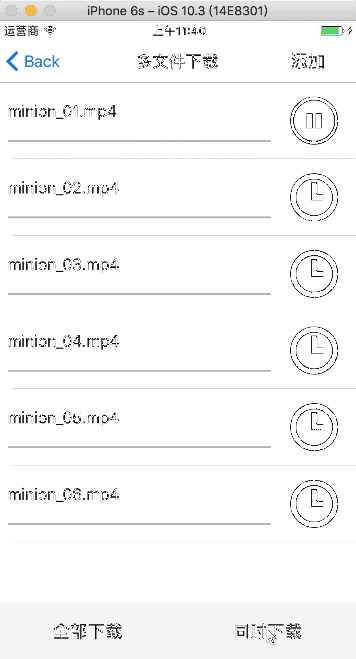 iPhone 6s – iOS 10.3 (14E8301)
运营商 上午11:40
Back 多文件下载 添加
minion_01.mp4
minion_02.mp4
minion_03.mp4
minion_04.mp4
minion_05.mp4
minion_06.mp4
全部下载 同时下载